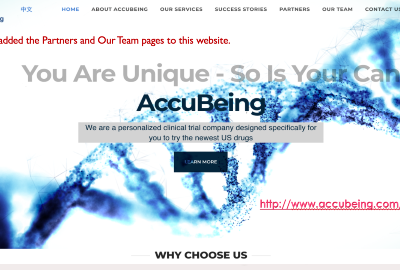 中文 HOME ABOUT ACCUBEING OUR SERVICES SUCCESS STORIES PARTNERS OUR TEAM CONTACT US
added the Partners and Our Team pages to this website.
You Are Unique - So Is Your Can
AccuBeing
We are a personalized clinical trial company designed specifically for
you to try the newest US drugs
LEARN MORE
http://www.accubeing.com/
WHY CHOOSE US